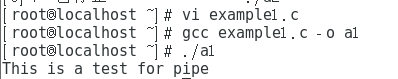 [root@localhost ~]# vi example1.c
[root@localhost ~]# gcc example1.c -o a1
[root@localhost ~]# ./a1
This is a test for pipe